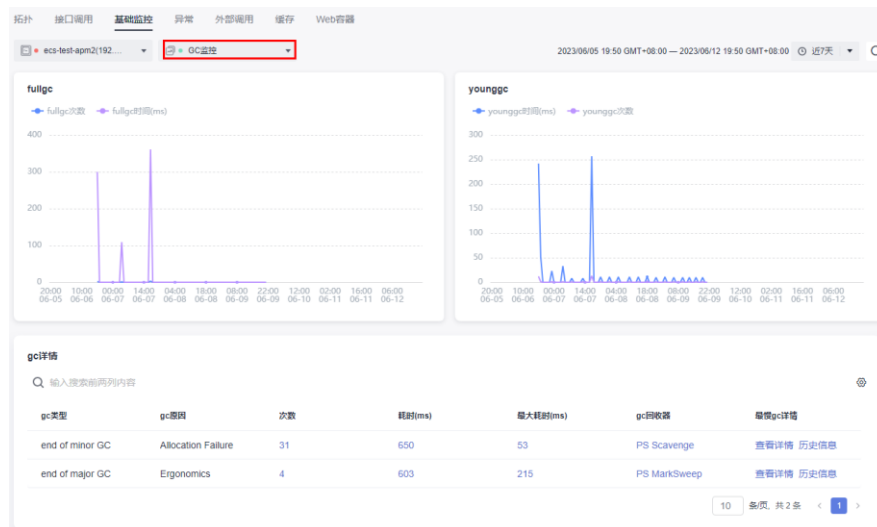 拓扑 接口调用 基础监控 异常 外部调用 缓存 Web容器
ecs-test-apm2(192.... GC监控 2023/06/05 19:50 GMT+08:00 — 2023/06/12 19:50 GMT+08:00 近7天
fullgc
fullgc次数 fullgc时间(ms)
400
300
200
100
0
20:00 10:00 00:00 14:00 04:00 18:00 08:00 22:00 12:00 02:00 16:00 06:00
06-05 06-06 06-07 06-07 06-08 06-08 06-09 06-09 06-10 06-11 06-11 06-12
younggc
younggc时间(ms) younggc次数
300
250
200
150
100
50
0
20:00 10:00 00:00 14:00 04:00 18:00 08:00 22:00 12:00 02:00 16:00 06:00
06-05 06-06 06-07 06-07 06-08 06-08 06-09 06-09 06-10 06-11 06-11 06-12
gc详情
输入搜索前两列内容
gc类型 gc原因 次数 耗时(ms) 最大耗时(ms) gc回收器 最慢gc详情
end of minor GC Allocation Failure 31 650 53 PS Scavenge 查看详情 历史信息
end of major GC Ergonomics 4 603 215 PS MarkSweep 查看详情 历史信息
10 条/页, 共 2 条 < 1 >